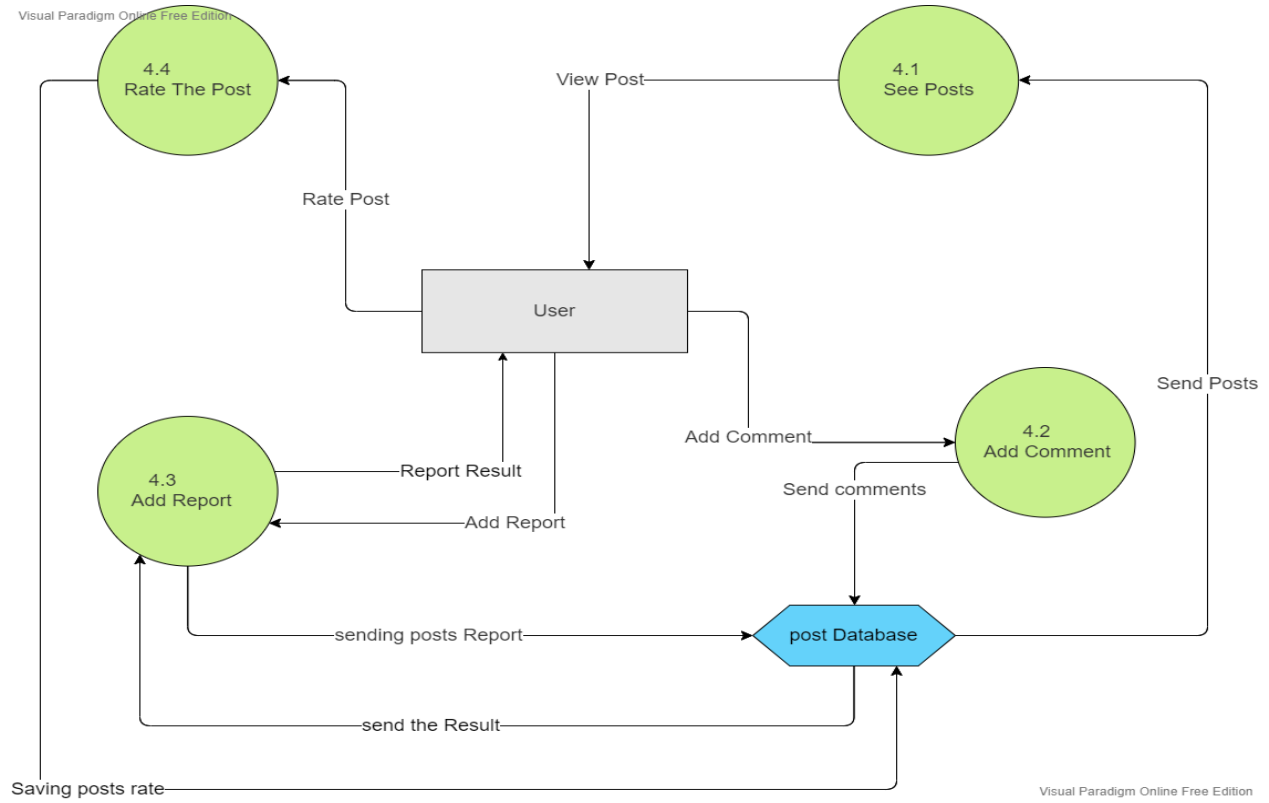 Visual Paradigm Online Free Edition
4.4
Rate The Post
View Post
4.1
See Posts
Rate Post
User
Send Posts
Add Comment
4.2
Add Comment
Report Result
4.3
Add Report
Send comments
Add Report
sending posts Report
post Database
send the Result
Saving posts rate
Visual Paradigm Online Free Edition